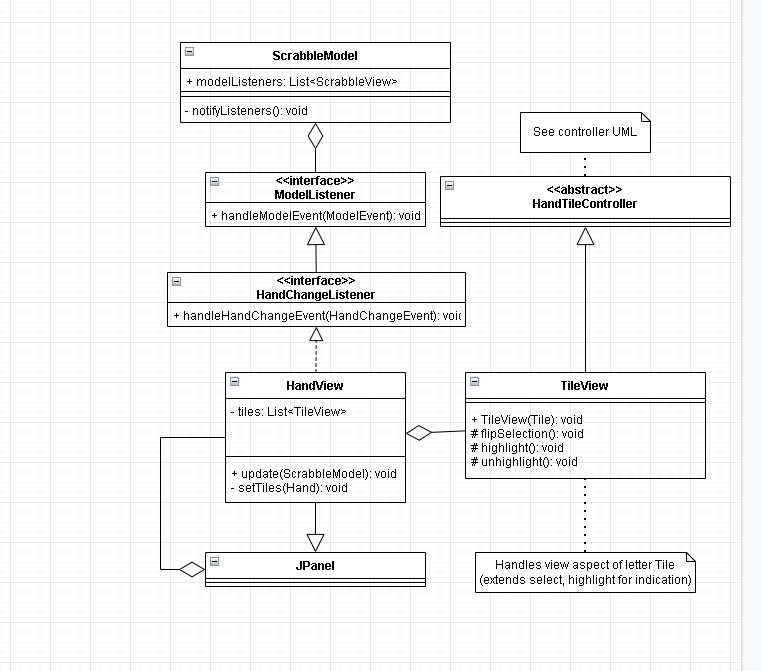 ScrabbleModel
+ modelListeners: List<ScrabbleView>
- notifyListeners(): void
See controller UML
<<interface>>
ModelListener
+ handleModelEvent(ModelEvent): void
<<abstract>>
HandTileController
<<interface>>
HandChangeListener
+ handleHandChangeEvent(HandChangeEvent): void
HandView
- tiles: List<TileView>
+ update(ScrabbleModel): void
- setTiles(Hand): void
TileView
+ TileView(Tile): void
# flipSelection(): void
# highlight(): void
# unhighlight(): void
JPanel
Handles view aspect of letter Tile
(extends select, highlight for indication)